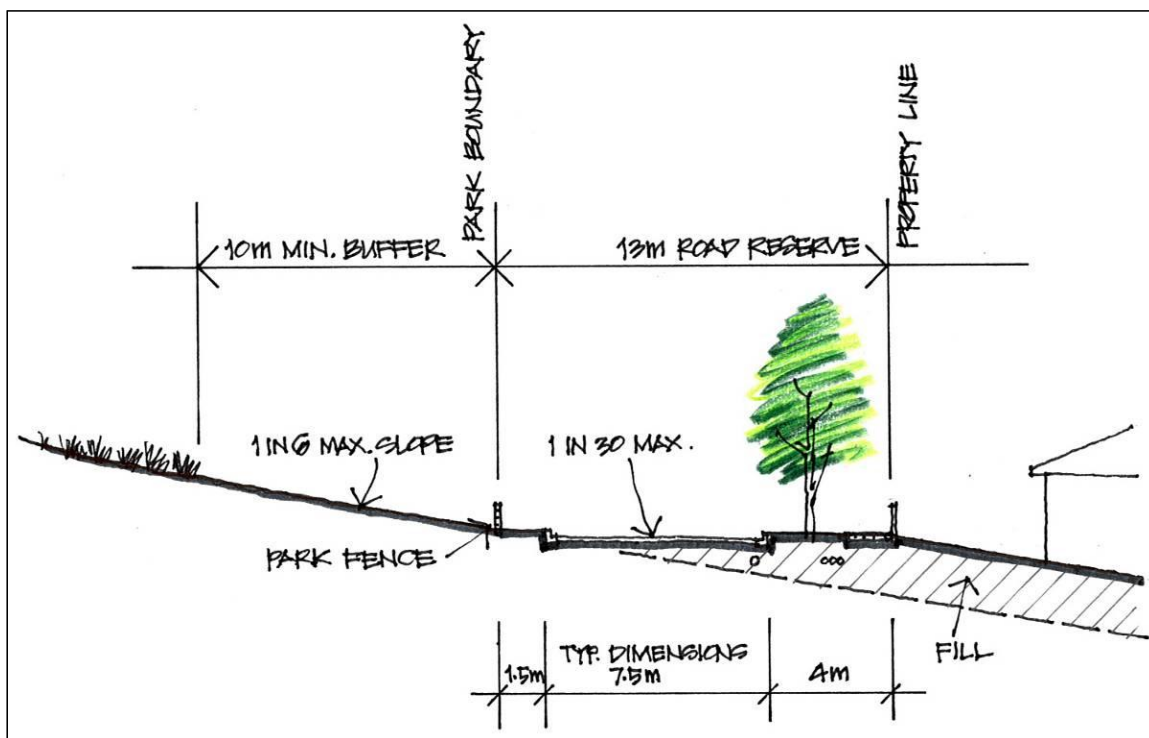 PARK BOUNDARY
PROPERTY LINE
10m MIN. BUFFER
13m ROAD RESERVE
1 IN 6 MAX. SLOPE
1 IN 30 MAX.
PARK FENCE
FILL
TYP. DIMENSIONS
1.5m
7.5m
4m